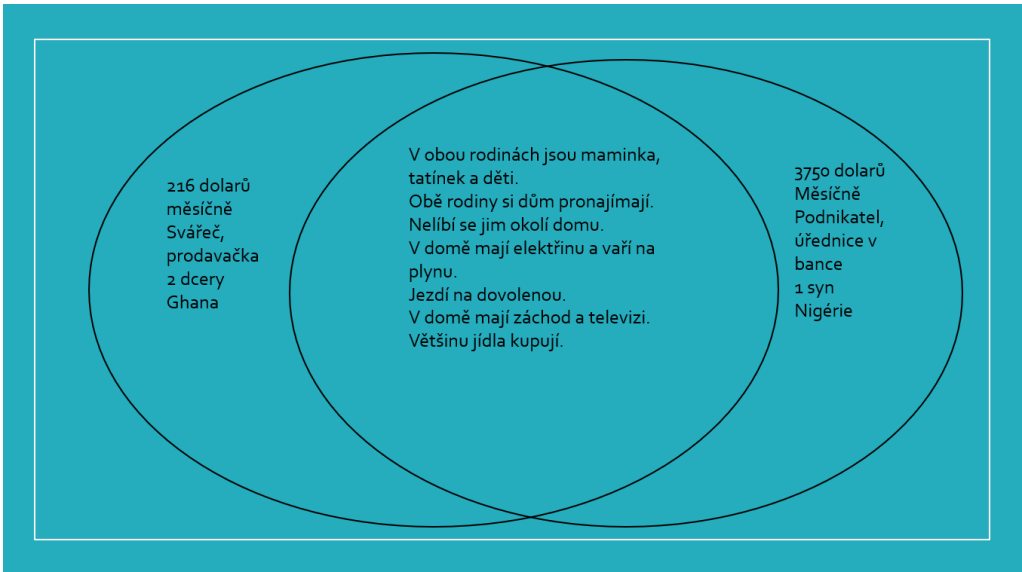 216 dolarů
měsíčně
Svářeč,
prodavačka
2 dcery
Ghana
V obou rodinách jsou maminka,
tatínek a děti.
Obě rodiny si dům pronajímají.
Nelíbí se jim okolí domu.
V domě mají elektřinu a vaří na
plynu.
Jezdí na dovolenou.
V domě mají záchod a televizi.
Většinu jídla kupují.
3750 dolarů
Měsíčně
Podnikatel,
úřednice v
bance
1 syn
Nigérie